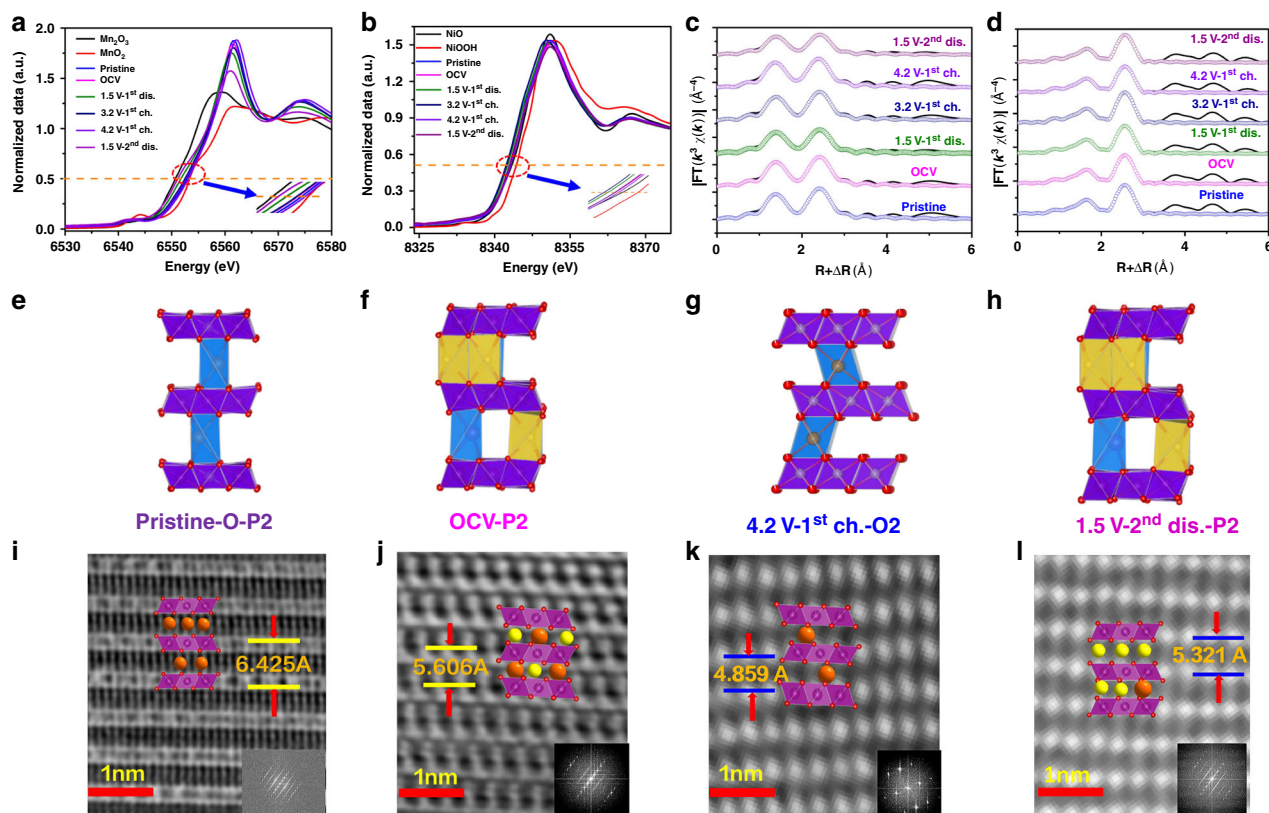 a
Normalized data (a.u.)
2.0
1.5
1.0
0.5
0.0
Mn₂O₃
MnO₂
Pristine
OCV
1.5 V-1ˢᵗ dis.
3.2 V-1ˢᵗ ch.
4.2 V-1ˢᵗ ch.
1.5 V-2ⁿᵈ dis.
6530 6540 6550 6560 6570 6580
Energy (eV)
b
Normalized data (a.u.)
1.5
1.2
0.9
0.6
0.3
0.0
NiO
NiOOH
Pristine
OCV
1.5 V-1ˢᵗ dis.
3.2 V-1ˢᵗ ch.
4.2 V-1ˢᵗ ch.
1.5 V-2ⁿᵈ dis.
8325 8340 8355 8370
Energy (eV)
c
|FT(k³ χ(k))| (Å⁻⁴)
1.5 V-2ⁿᵈ dis.
4.2 V-1ˢᵗ ch.
3.2 V-1ˢᵗ ch.
1.5 V-1ˢᵗ dis.
OCV
Pristine
0 2 4 6
R+ΔR (Å)
d
|FT(k³ χ(k))| (Å⁻⁴)
1.5 V-2ⁿᵈ dis.
4.2 V-1ˢᵗ ch.
3.2 V-1ˢᵗ ch.
1.5 V-1ˢᵗ dis.
OCV
Pristine
0 2 4 6
R+ΔR (Å)
e
Pristine-O-P2
f
OCV-P2
g
4.2 V-1ˢᵗ ch.-O2
h
1.5 V-2ⁿᵈ dis.-P2
i
6.425A
1nm
j
5.606A
1nm
k
4.859 A
1nm
l
5.321 A
1nm